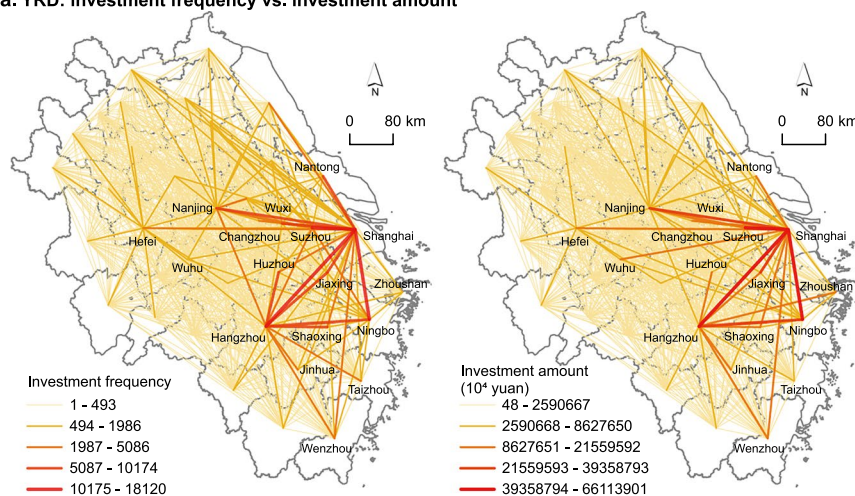 a. YRD: Investment frequency vs. investment amount
N
0 80 km
Nantong
Nanjing
Wuxi
Changzhou
Suzhou
Shanghai
Hefei
Wuhu
Huzhou
Jiaxing
Zhoushan
Hangzhou
Shaoxing
Ningbo
Jinhua
Taizhou
Wenzhou
Investment frequency
1 - 493
494 - 1986
1987 - 5086
5087 - 10174
10175 - 18120
N
0 80 km
Nantong
Nanjing
Wuxi
Changzhou
Suzhou
Shanghai
Hefei
Wuhu
Huzhou
Jiaxing
Zhoushan
Hangzhou
Shaoxing
Ningbo
Jinhua
Taizhou
Wenzhou
Investment amount
(10⁴ yuan)
48 - 2590667
2590668 - 8627650
8627651 - 21559592
21559593 - 39358793
39358794 - 66113901